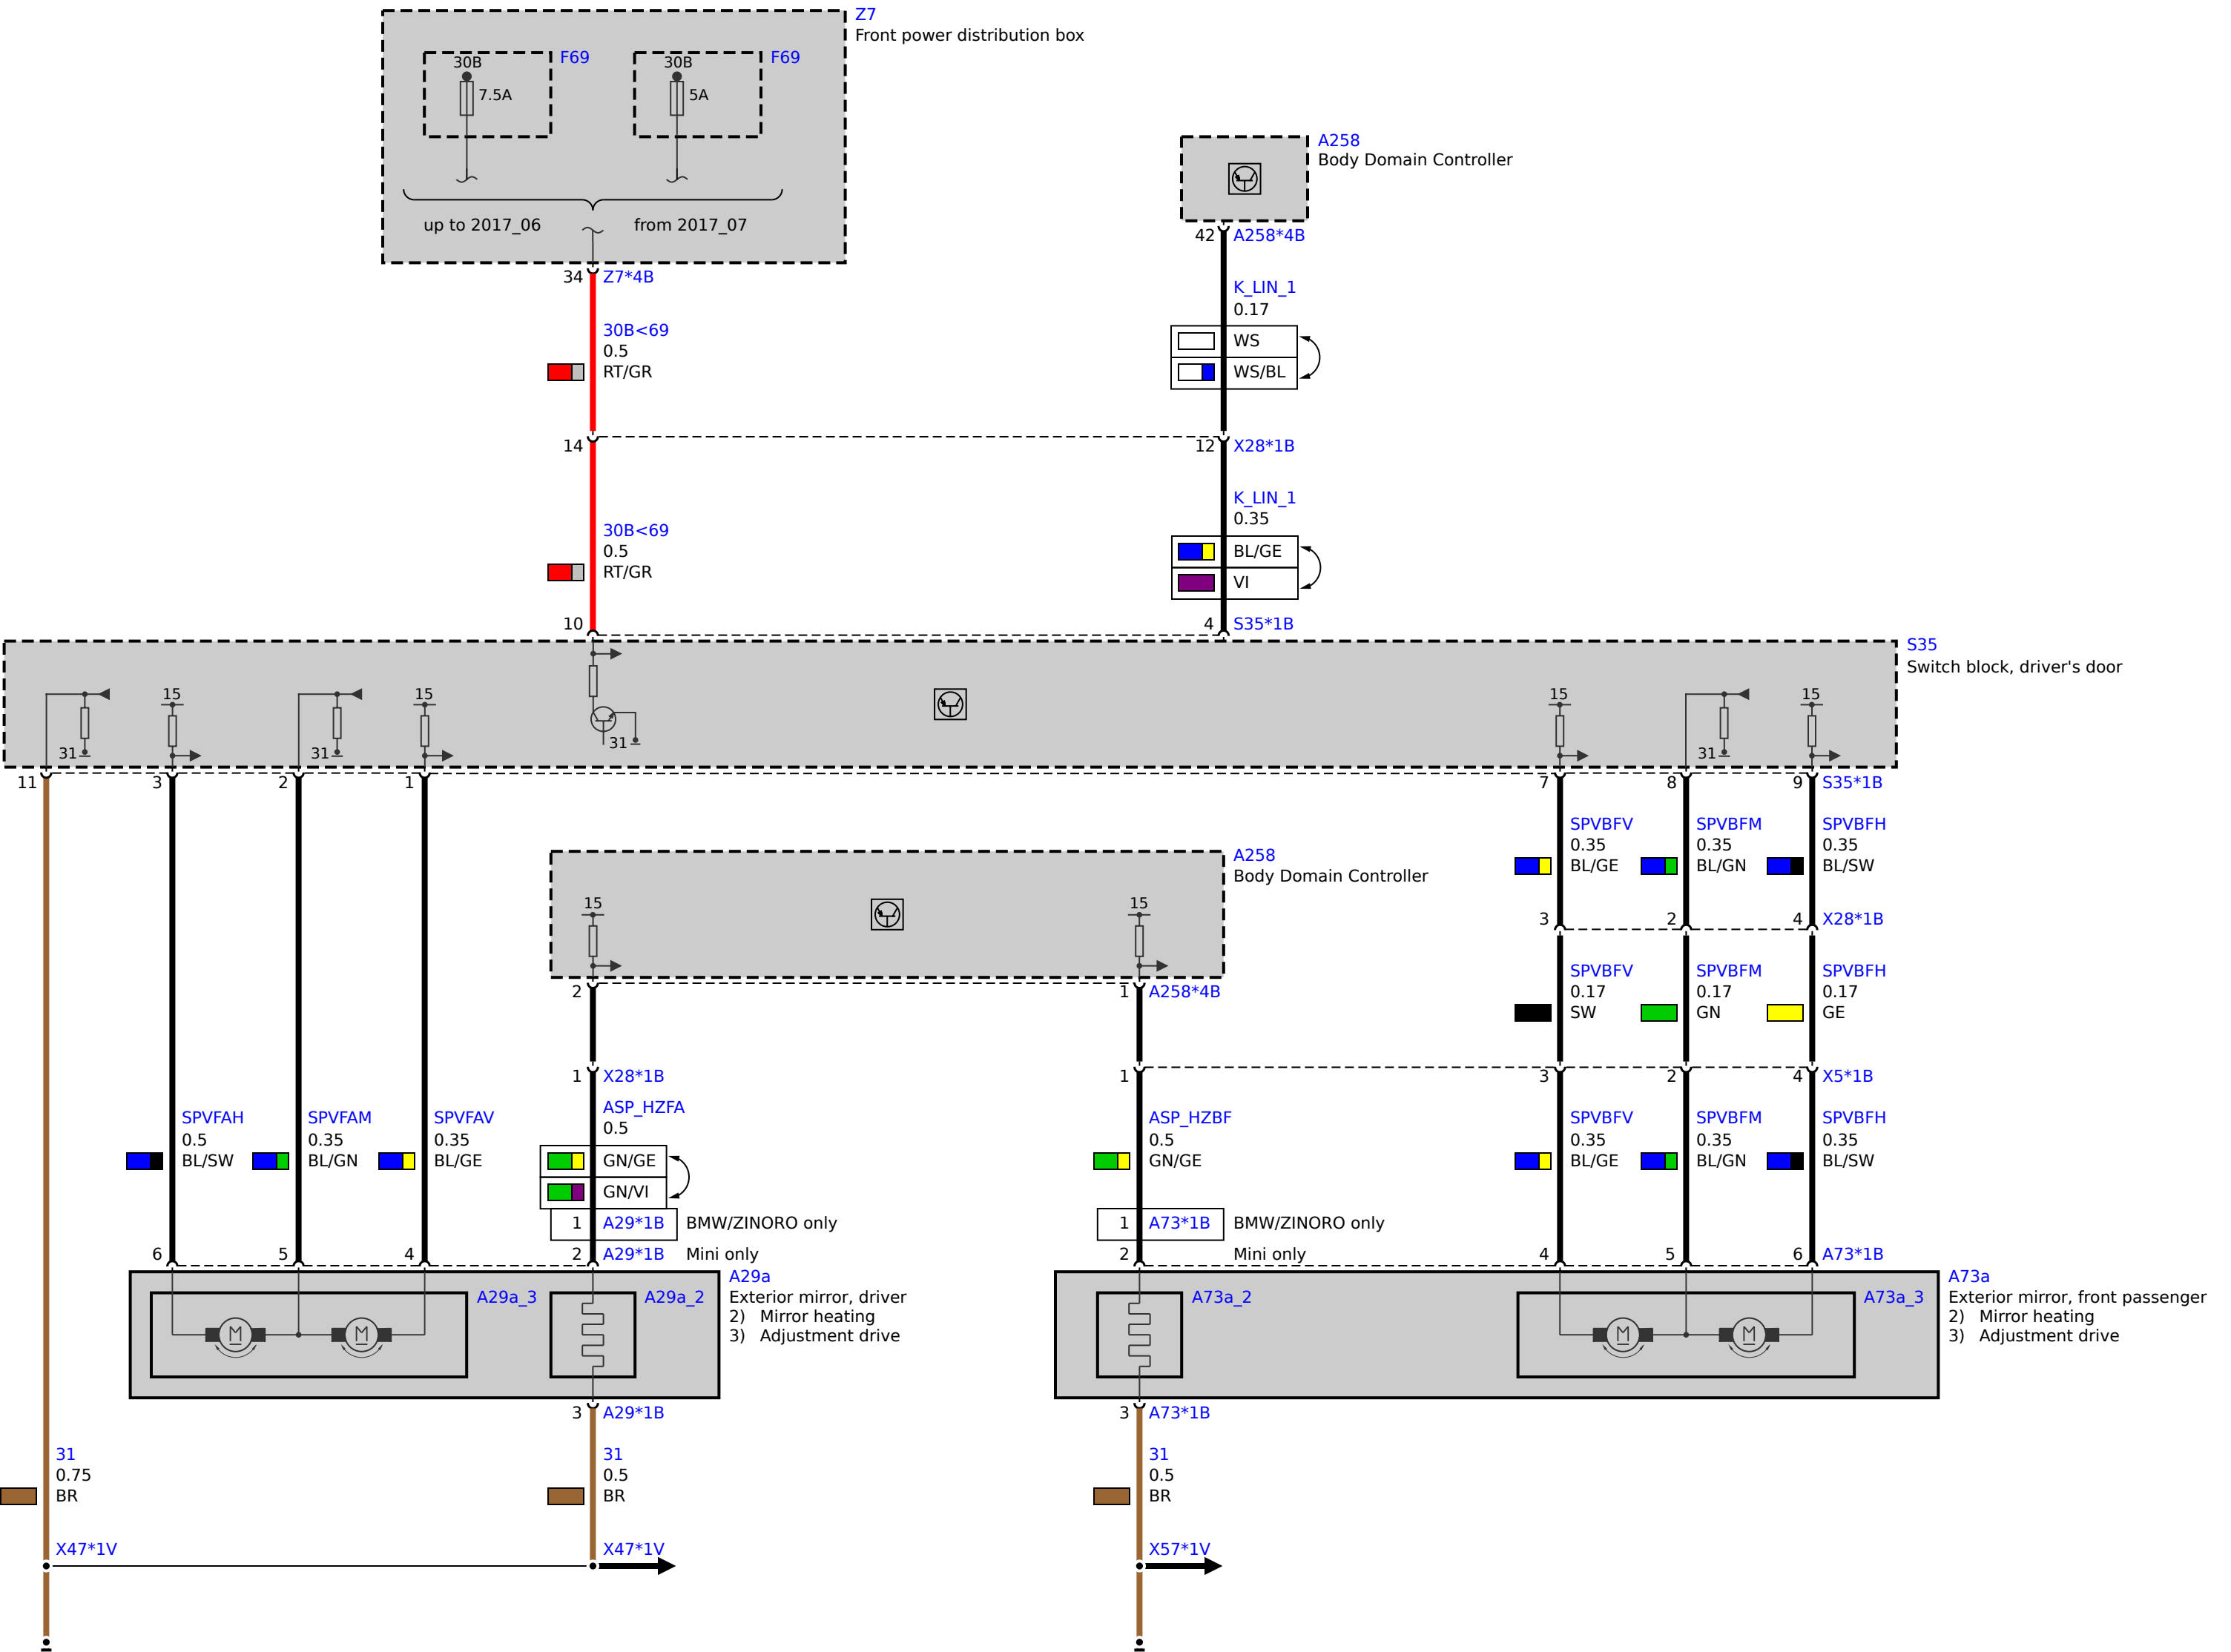 Z7
Front power distribution box
F69
F69
30B
30B
7.5A
5A
up to 2017_06
from 2017_07
A258
Body Domain Controller
42 A258*4B
34 Z7*4B
K_LIN_1
0.17
WS
WS/BL
30B<69
0.5
RT/GR
14
12 X28*1B
K_LIN_1
0.35
BL/GE
VI
30B<69
0.5
RT/GR
10
4 S35*1B
S35
Switch block, driver's door
15
15
15
15
31
31
31
31
11
3
2
1
7
8
9 S35*1B
SPVBFV
0.35
BL/GE
SPVBFM
0.35
BL/GN
SPVBFH
0.35
BL/SW
A258
Body Domain Controller
15
15
3
2
4 X28*1B
2
1 A258*4B
SPVBFV
0.17
SW
SPVBFM
0.17
GN
SPVBFH
0.17
GE
1 X28*1B
1
3
2
4 X5*1B
SPVFAH
0.5
BL/SW
SPVFAM
0.35
BL/GN
SPVFAV
0.35
BL/GE
ASP_HZFA
0.5
GN/GE
GN/VI
ASP_HZBF
0.5
GN/GE
SPVBFV
0.35
BL/GE
SPVBFM
0.35
BL/GN
SPVBFH
0.35
BL/SW
1 A29*1B BMW/ZINORO only
1 A73*1B BMW/ZINORO only
6
5
4
2 A29*1B Mini only
2 Mini only
4
5
6 A73*1B
A29a
Exterior mirror, driver
2) Mirror heating
3) Adjustment drive
A29a_3
A29a_2
M
M
A73a
Exterior mirror, front passenger
2) Mirror heating
3) Adjustment drive
A73a_2
A73a_3
M
M
3 A29*1B
3 A73*1B
31
0.75
BR
31
0.5
BR
31
0.5
BR
X47*1V
X47*1V
X57*1V